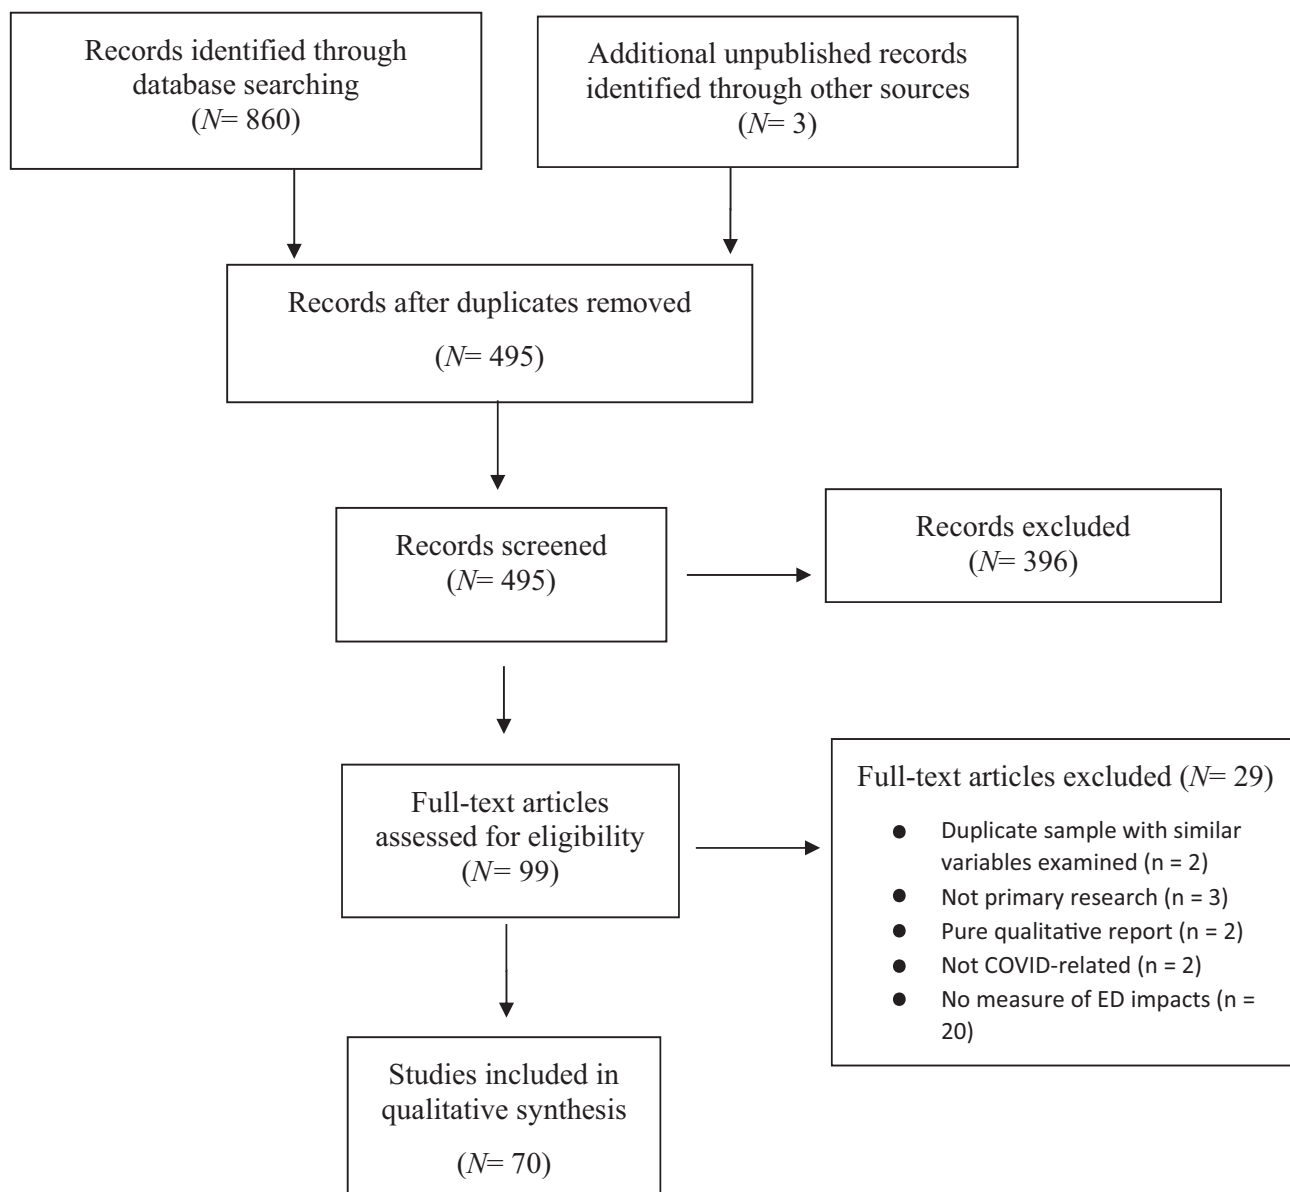 Records identified through
database searching
(N= 860)
Additional unpublished records
identified through other sources
(N= 3)
Records after duplicates removed
(N= 495)
Records screened
(N= 495)
Records excluded
(N= 396)
Full-text articles
assessed for eligibility
(N= 99)
Full-text articles excluded (N= 29)
● Duplicate sample with similar
variables examined (n = 2)
● Not primary research (n = 3)
● Pure qualitative report (n = 2)
● Not COVID-related (n = 2)
● No measure of ED impacts (n =
20)
Studies included in
qualitative synthesis
(N= 70)